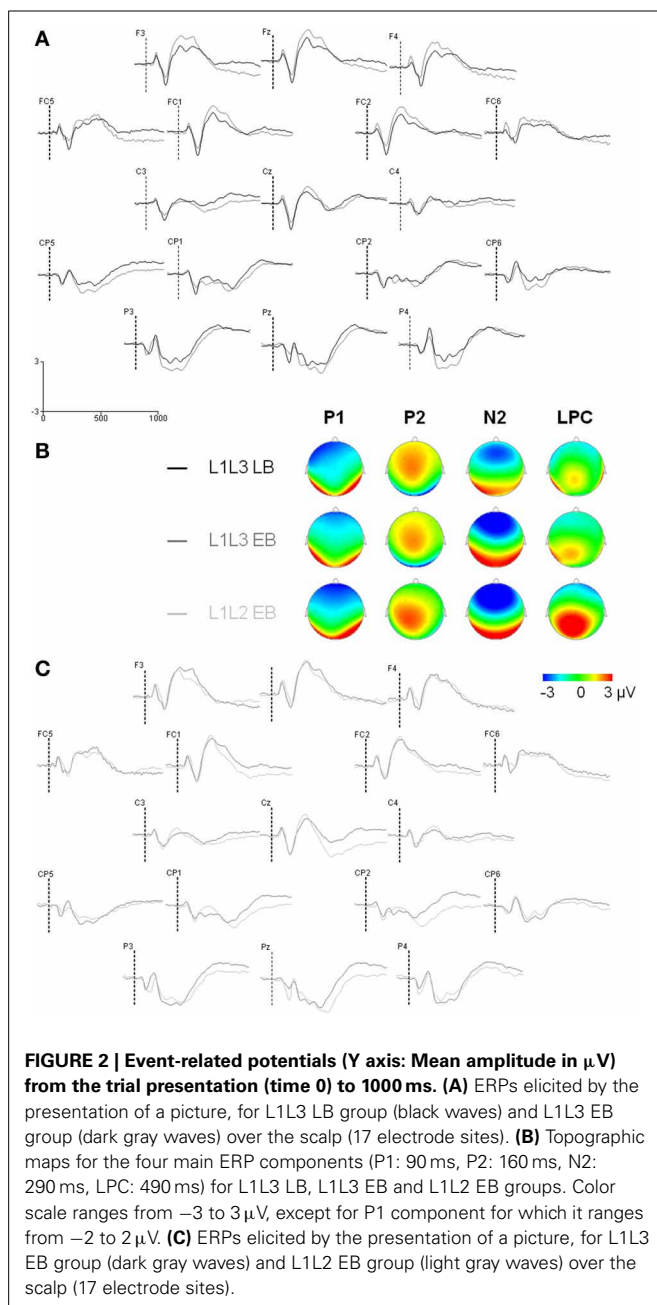 A
F3 Fz F4
FC5 FC1 FC2 FC6
C3 Cz C4
CP5 CP1 CP2 CP6
P3 Pz P4
3
-3
0 500 1000
P1 P2 N2 LPC
B
L1L3 LB
L1L3 EB
L1L2 EB
-3 0 3 μV
C
F3 F4
FC5 FC1 FC2 FC6
C3 Cz C4
CP5 CP1 CP2 CP6
P3 Pz P4
FIGURE 2 | Event-related potentials (Y axis: Mean amplitude in μV)
from the trial presentation (time 0) to 1000 ms. (A) ERPs elicited by the
presentation of a picture, for L1L3 LB group (black waves) and L1L3 EB
group (dark gray waves) over the scalp (17 electrode sites). (B) Topographic
maps for the four main ERP components (P1: 90 ms, P2: 160 ms, N2:
290 ms, LPC: 490 ms) for L1L3 LB, L1L3 EB and L1L2 EB groups. Color
scale ranges from −3 to 3 μV, except for P1 component for which it ranges
from −2 to 2 μV. (C) ERPs elicited by the presentation of a picture, for L1L3
EB group (dark gray waves) and L1L2 EB group (light gray waves) over the
scalp (17 electrode sites).